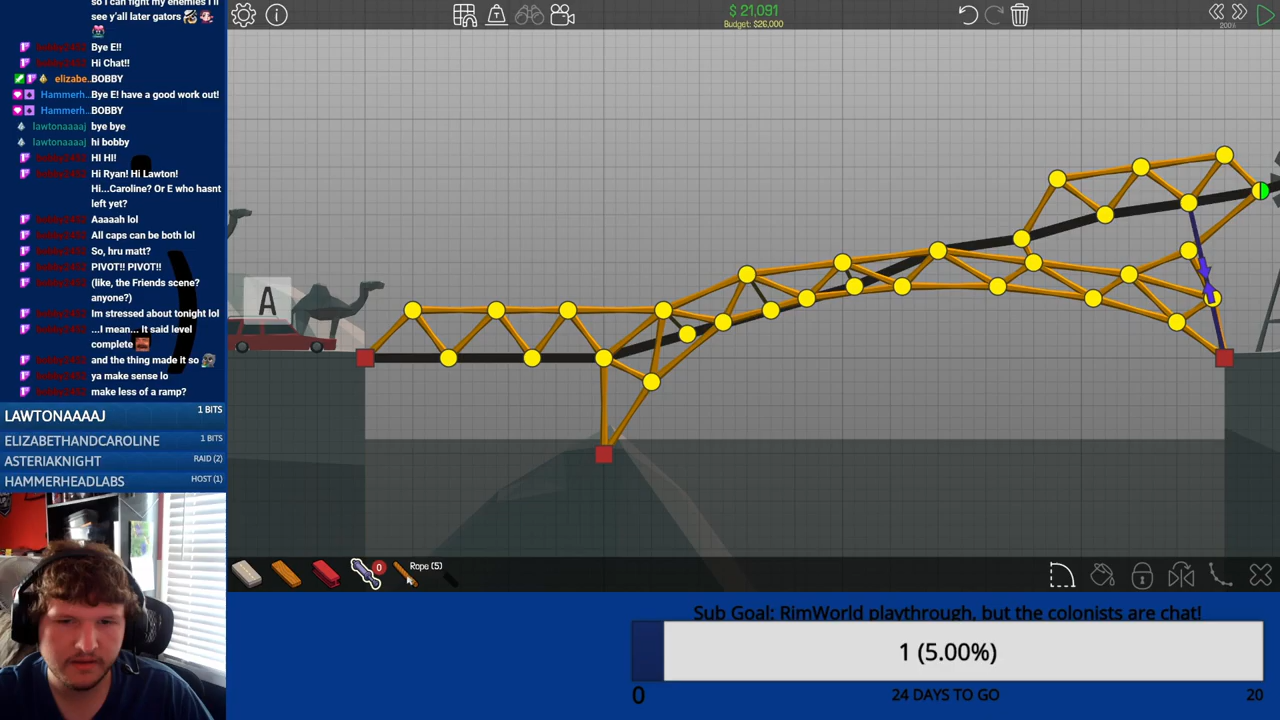 so i can fight my enemies I'll
see y'all later gators
Bye E!!
Hi Chat!!
elizabe.. BOBBY
Hammerh.. Bye E! have a good work out!
Hammerh.. BOBBY
lawtonaaaaj bye bye
lawtonaaaaj hi bobby
HI HI!
Hi Ryan! Hi Lawton!
Hi...Caroline? Or E who hasnt
left yet?
Aaaaah lol
All caps can be both lol
So, hru matt?
PIVOT!! PIVOT!!
(like, the Friends scene?
anyone?)
Im stressed about tonight lol
...I mean... It said level
complete
and the thing made it so
ya make sense lo
make less of a ramp?
LAWTONAAAAJ 1 BITS
ELIZABETHANDCAROLINE 1 BITS
ASTERIAKNIGHT RAID (2)
HAMMERHEADLABS HOST (1)
$ 21,091
Budget: $26,000
200%
A
0
Rope (5)
Sub Goal: RimWorld playthrough, but the colonists are chat!
1 (5.00%)
0 24 DAYS TO GO 20